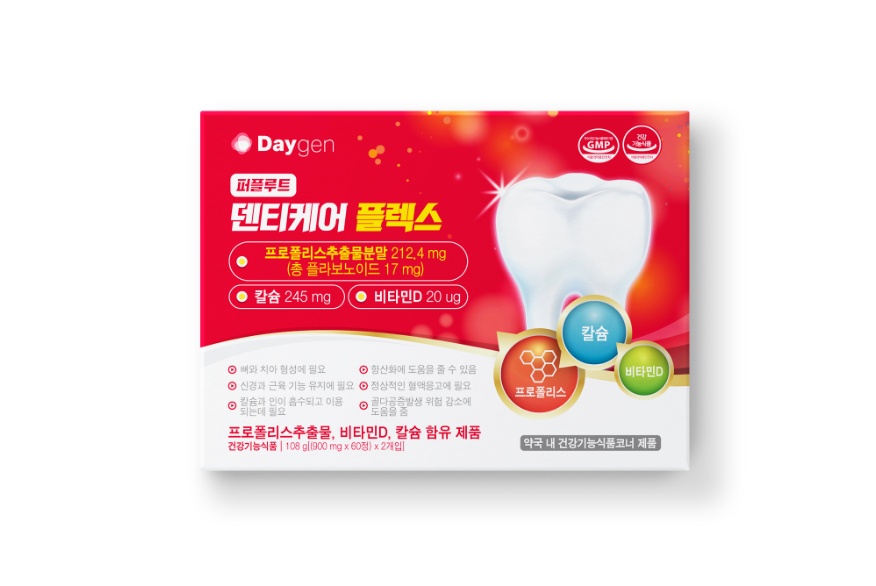 Daygen
GMP
건강
기능식품
퍼플루트
덴티케어 플렉스
프로폴리스추출물분말 212,4 mg
(총 플라보노이드 17 mg)
칼슘 245 mg
비타민D 20 ug
칼슘
프로폴리스
비타민D
뼈와 치아 형성에 필요
항산화에 도움을 줄 수 있음
신경과 근육 기능 유지에 필요
정상적인 혈액응고에 필요
칼슘과 인이 흡수되고 이용
되는데 필요
골다공증발생 위험 감소에
도움을 줌
프로폴리스추출물, 비타민D, 칼슘 함유 제품
건강기능식품 | 108 g[(900 mg x 60정) x 2개입]
약국 내 건강기능식품코너 제품